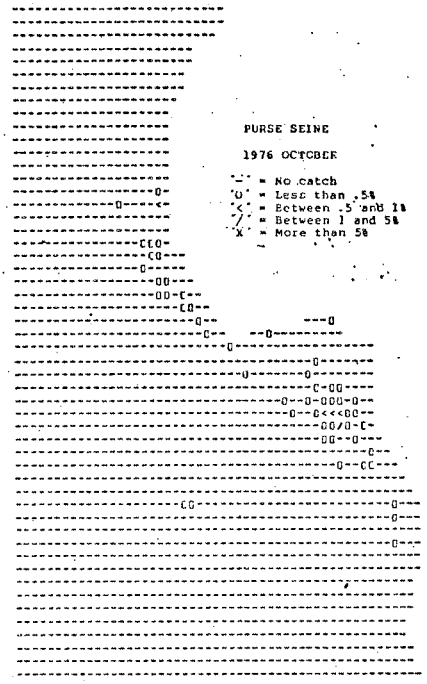 PURSE SEINE
1976 OCTOBER
'-' = No catch
'O' = Less than .5%
'<' = Between .5 and 1%
'/' = Between 1 and 5%
'X' = More than 5%